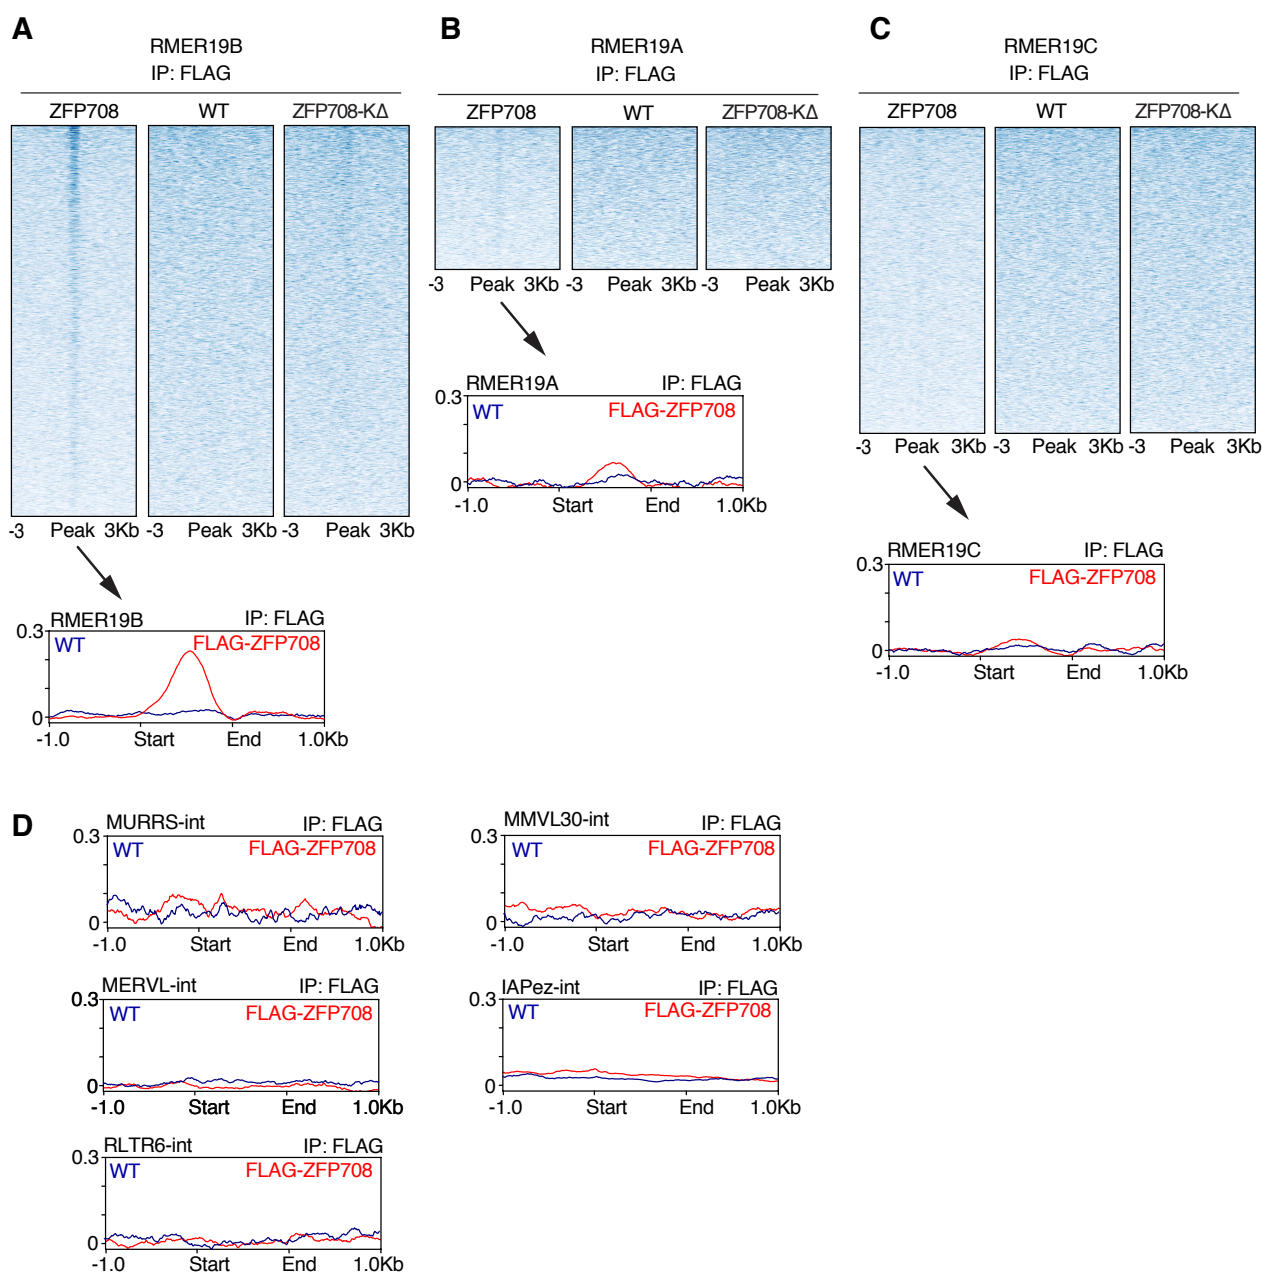 A
RMER19B
IP: FLAG
ZFP708 WT ZFP708-KΔ
-3 Peak 3Kb -3 Peak 3Kb -3 Peak 3Kb
RMER19B IP: FLAG
0.3
WT FLAG-ZFP708
0
-1.0 Start End 1.0Kb
B
RMER19A
IP: FLAG
ZFP708 WT ZFP708-KΔ
-3 Peak 3Kb -3 Peak 3Kb -3 Peak 3Kb
RMER19A IP: FLAG
0.3
WT FLAG-ZFP708
0
-1.0 Start End 1.0Kb
C
RMER19C
IP: FLAG
ZFP708 WT ZFP708-KΔ
-3 Peak 3Kb -3 Peak 3Kb -3 Peak 3Kb
RMER19C IP: FLAG
0.3
WT FLAG-ZFP708
0
-1.0 Start End 1.0Kb
D
MURRS-int IP: FLAG
0.3
WT FLAG-ZFP708
0
-1.0 Start End 1.0Kb
MMVL30-int IP: FLAG
0.3
WT FLAG-ZFP708
0
-1.0 Start End 1.0Kb
MERVL-int IP: FLAG
0.3
WT FLAG-ZFP708
0
-1.0 Start End 1.0Kb
IAPez-int IP: FLAG
0.3
WT FLAG-ZFP708
0
-1.0 Start End 1.0Kb
RLTR6-int IP: FLAG
0.3
WT FLAG-ZFP708
0
-1.0 Start End 1.0Kb